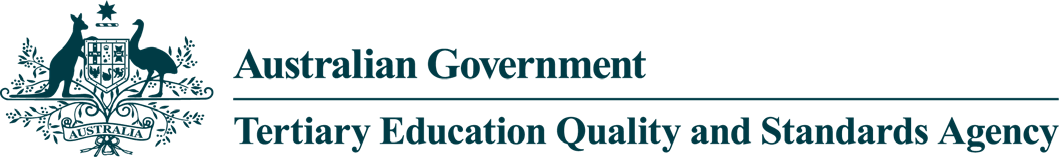 Australian Government
Tertiary Education Quality and Standards Agency
AUSTRALIA